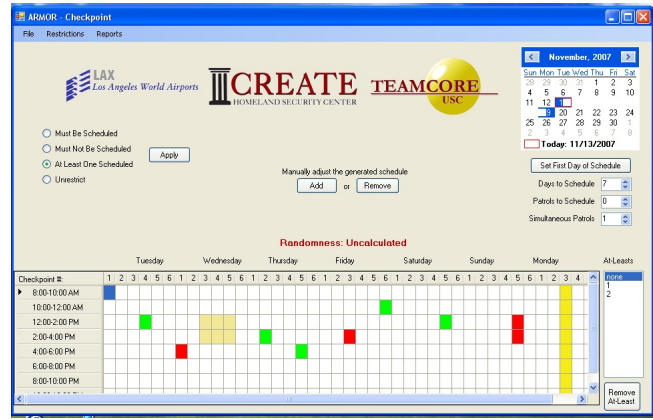 ARMOR - Checkpoint
File Restrictions Reports
LAX
Los Angeles World Airports
CREATE
HOMELAND SECURITY CENTER
TEAMCORE
USC
November, 2007
Sun Mon Tue Wed Thu Fri Sat
28 29 30 31 1 2 3
4 5 6 7 8 9 10
11 12
19 20 21 22 23 24
25 26 27 28 29 30 1
2 3 4 5 6 7 8
Today: 11/13/2007
Must Be Scheduled
Must Not Be Scheduled
At Least One Scheduled
Unrestrict
Apply
Manually adjust the generated schedule
Add or Remove
Set First Day of Schedule
Days to Schedule 7
Patrols to Schedule 0
Simultaneous Patrols 1
Randomness: Uncalculated
Tuesday Wednesday Thursday Friday Saturday Sunday Monday At-Leasts
Checkpoint #: 1 2 3 4 5 6 1 2 3 4 5 6 1 2 3 4 5 6 1 2 3 4 5 6 1 2 3 4 5 6 1 2 3 4 5 6 1 2 3 4
8:00-10:00 AM
10:00-12:00 AM
12:00-2:00 PM
2:00-4:00 PM
4:00-6:00 PM
6:00-8:00 PM
8:00-10:00 PM
none
1
2
Remove
At-Least